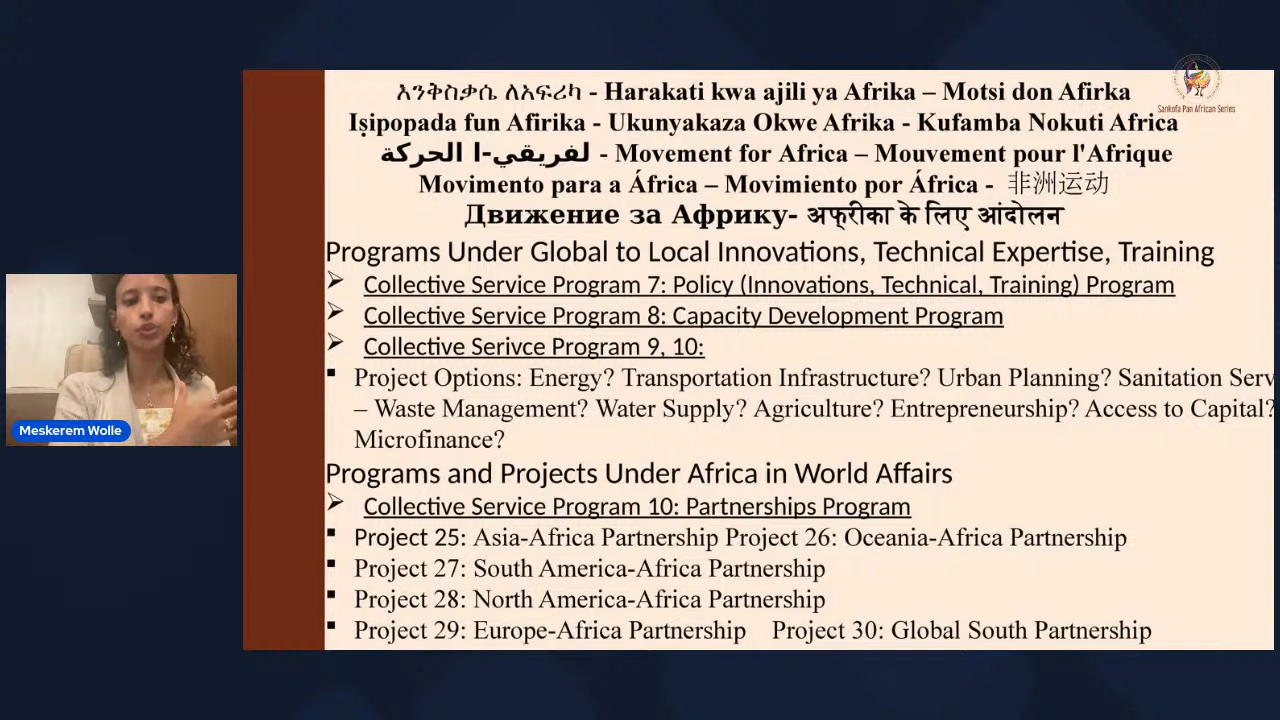 እንቅስቃሴ ለአፍሪካ - Harakati kwa ajili ya Afrika – Motsi don Afirka
Iṣipopada fun Afirika - Ukunyakaza Okwe Afrika - Kufamba Nokuti Africa
لفريقي-ا الحركة - Movement for Africa – Mouvement pour l'Afrique
Movimento para a África – Movimiento por África - 非洲运动
Движение за Африку- अफ्रीका के लिए आंदोलन
Programs Under Global to Local Innovations, Technical Expertise, Training
Collective Service Program 7: Policy (Innovations, Technical, Training) Program
Collective Service Program 8: Capacity Development Program
Collective Serivce Program 9, 10:
Project Options: Energy? Transportation Infrastructure? Urban Planning? Sanitation Serv
– Waste Management? Water Supply? Agriculture? Entrepreneurship? Access to Capital?
Microfinance?
Programs and Projects Under Africa in World Affairs
Collective Service Program 10: Partnerships Program
Project 25: Asia-Africa Partnership Project 26: Oceania-Africa Partnership
Project 27: South America-Africa Partnership
Project 28: North America-Africa Partnership
Project 29: Europe-Africa Partnership Project 30: Global South Partnership
Sankofa Pan African Series
Meskerem Wolle